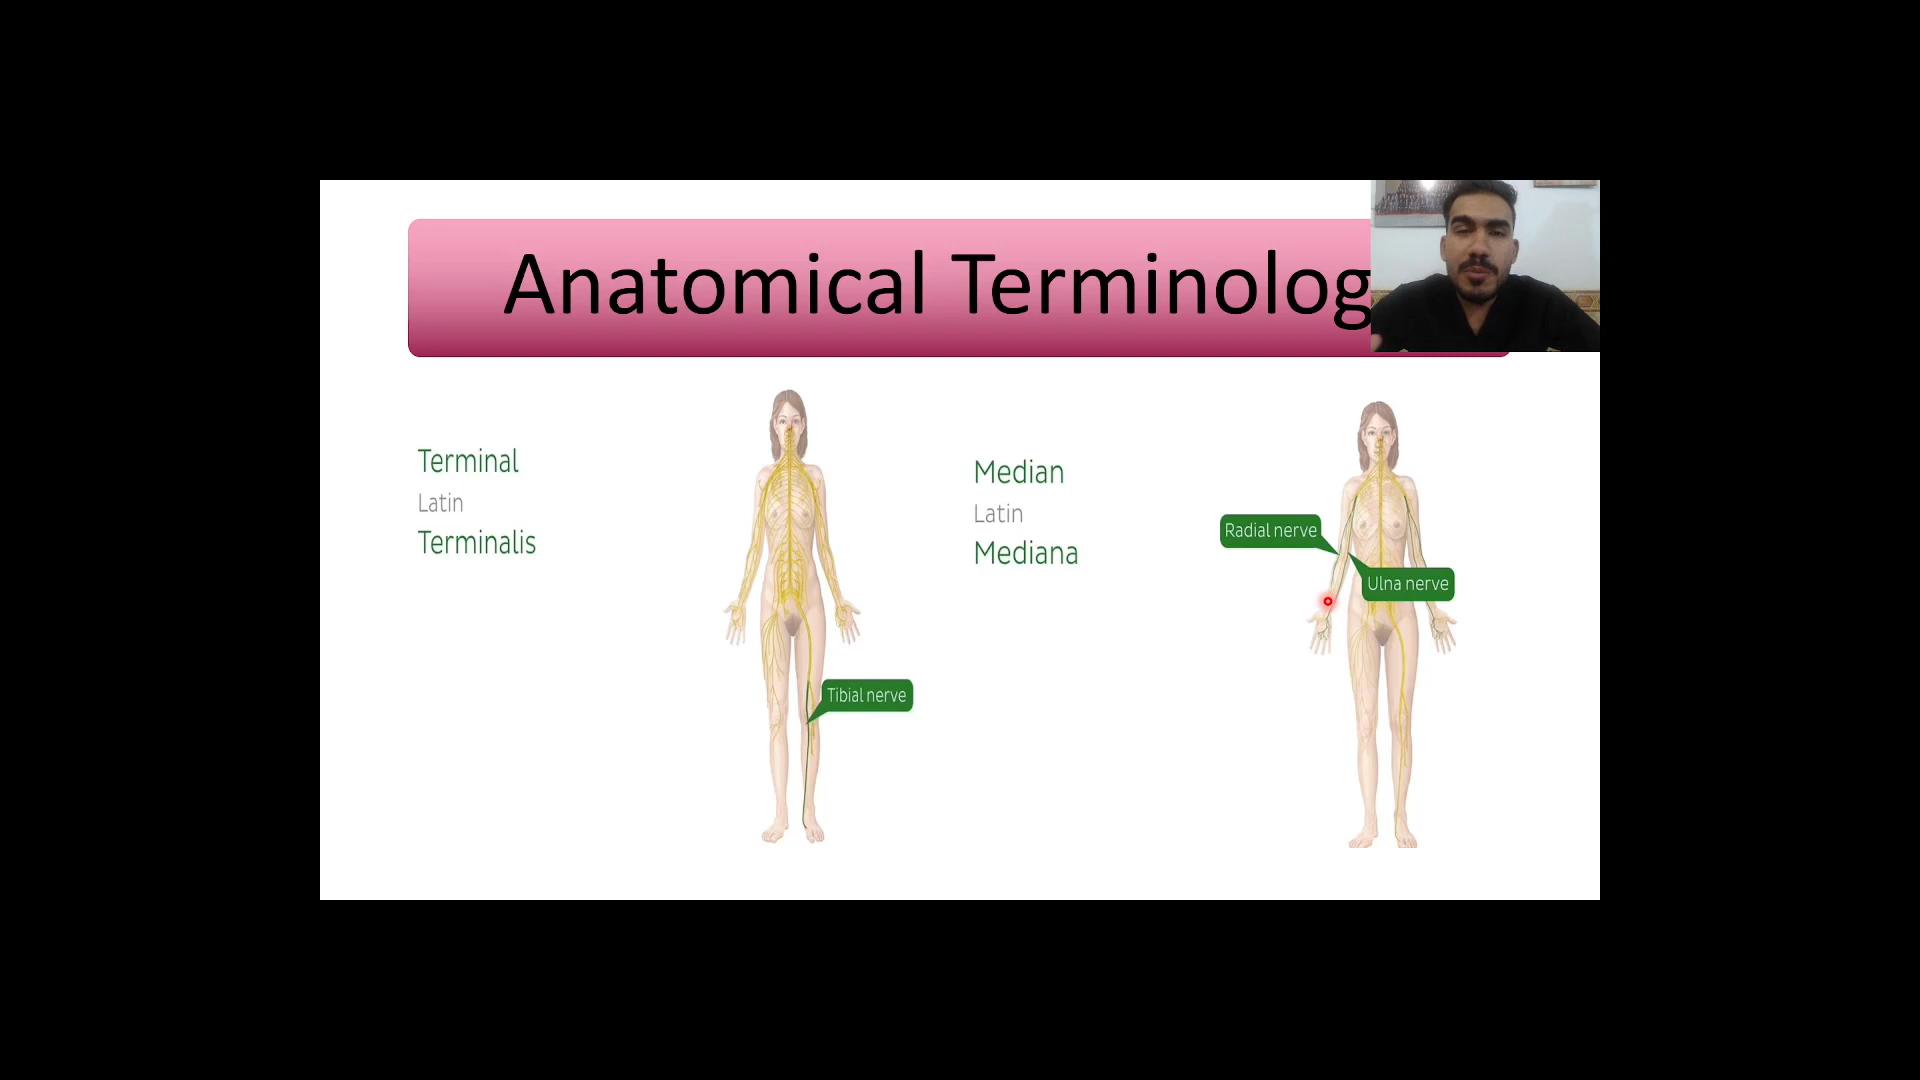 Anatomical Terminolog
Terminal
Latin
Terminalis
Tibial nerve
Median
Latin
Mediana
Radial nerve
Ulna nerve